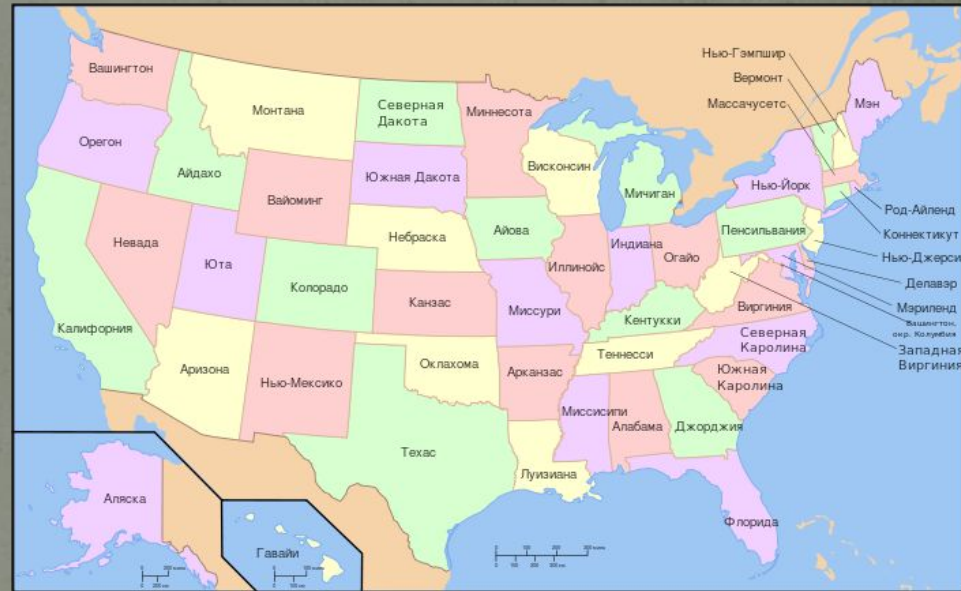 Нью-Гэмпшир
Вермонт
Массачусетс
Вашингтон
Монтана
Северная
Дакота
Миннесота
Мэн
Орегон
Айдахо
Южная Дакота
Висконсин
Мичиган
Нью-Йорк
Вайоминг
Род-Айленд
Невада
Небраска
Айова
Пенсильвания
Коннектикут
Юта
Колорадо
Иллинойс
Индиана
Огайо
Нью-Джерси
Канзас
Миссури
Делавэр
Калифорния
Кентукки
Виргиния
Мэриленд
Вашингтон,
окр. Колумбия
Аризона
Нью-Мексико
Оклахома
Арканзас
Теннесси
Северная
Каролина
Западная
Виргиния
Южная
Каролина
Техас
Луизиана
Миссисипи
Алабама
Джорджия
Флорида
Аляска
Гавайи